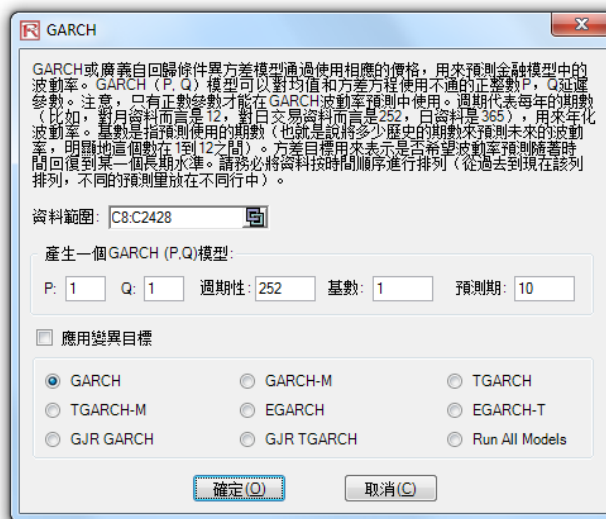 GARCH
GARCH或廣義自回歸條件異方差模型通過使用相應的價格，用來預測金融模型中的
波動率。GARCH（P, Q）模型可以對均值和方差方程使用不通的正整數P，Q延遲
參數。注意，只有正數參數才能在GARCH波動率預測中使用。週期代表每年的期數
（比如，對月資料而言是12，對日交易資料而言是252，日資料是365），用來年化
波動率。基數是指預測使用的期數（也就是說將多少歷史的期數來預測未來的波動
率，明顯地這個數在1到12之間）。方差目標用來表示是否希望波動率預測隨著時
間回復到某一個長期水準。請務必將資料按時間順序進行排列（從過去到現在該列
排列，不同的預測量放在不同行中）。
資料範圍: C8:C2428
產生一個GARCH (P,Q)模型:
P: 1 Q: 1 週期性: 252 基數: 1 預測期: 10
應用變異目標
GARCH GARCH-M TGARCH
TGARCH-M EGARCH EGARCH-T
GJR GARCH GJR TGARCH Run All Models
確定(O) 取消(C)